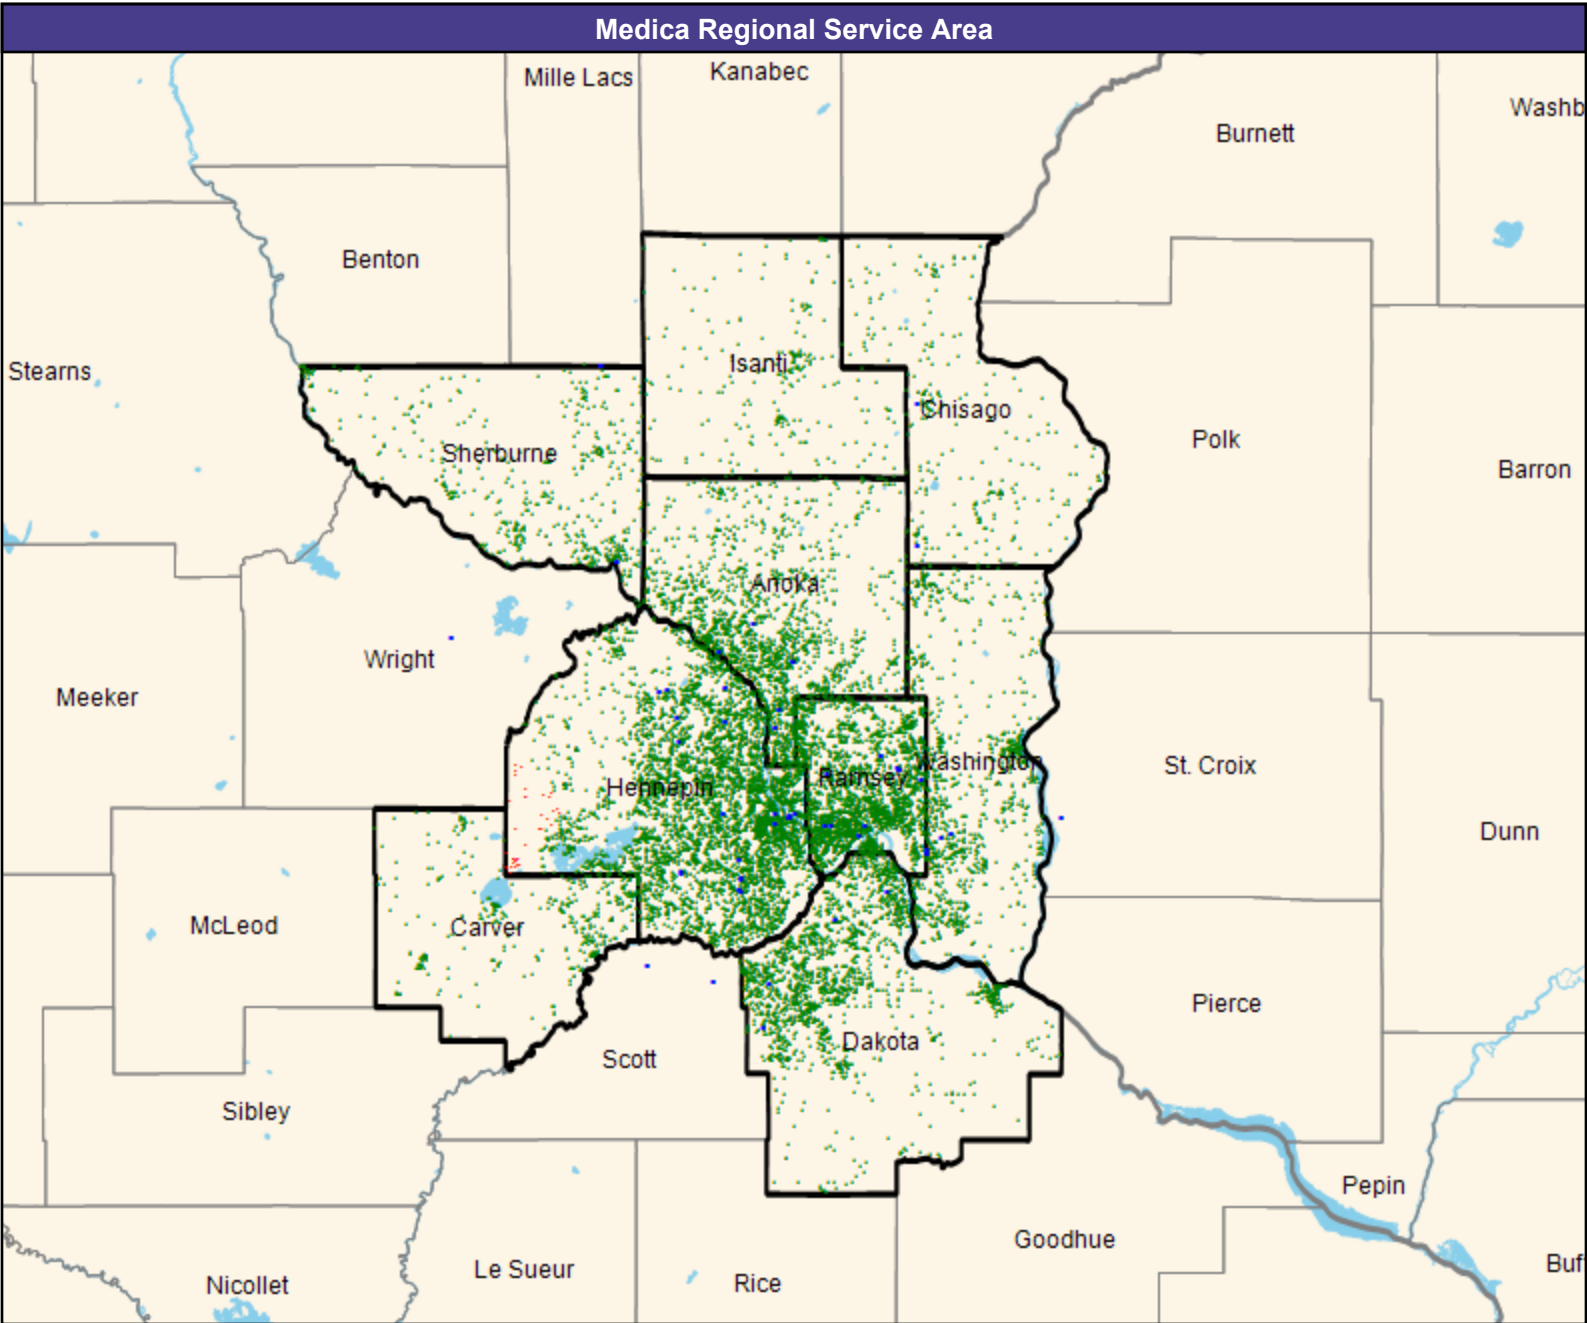 Medica Regional Service Area
Mille Lacs
Kanabec
Washb
Burnett
Benton
Stearns
Isanti
Chisago
Polk
Sherburne
Barron
Anoka
Wright
Meeker
Washington
St. Croix
Ramsey
Hennepin
Dunn
McLeod
Carver
Pierce
Dakota
Scott
Sibley
Pepin
Goodhue
Buf
Le Sueur
Rice
Nicollet